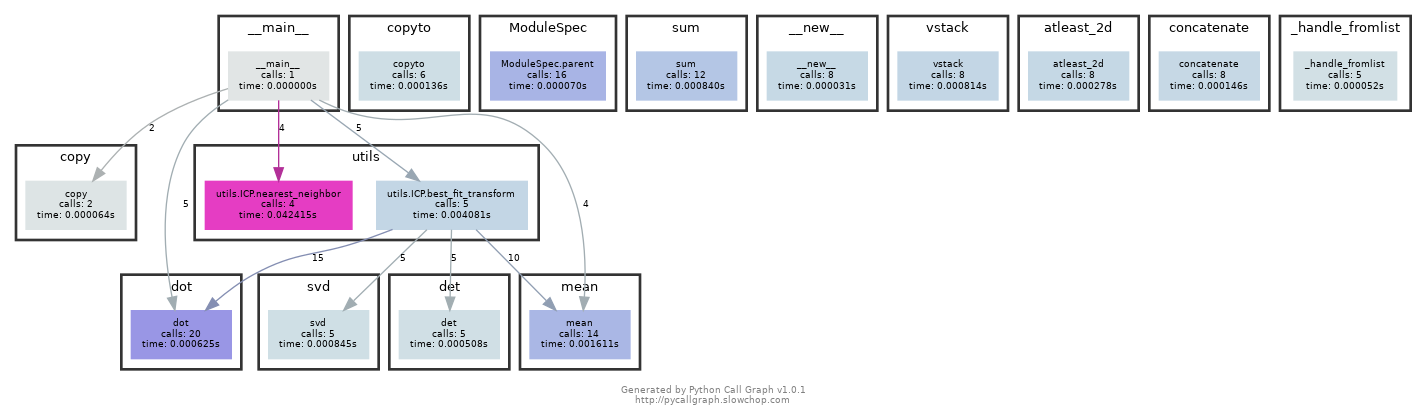 __main__
__main__
calls: 1
time: 0.000000s
copyto
copyto
calls: 6
time: 0.000136s
ModuleSpec
ModuleSpec.parent
calls: 16
time: 0.000070s
sum
sum
calls: 12
time: 0.000840s
__new__
__new__
calls: 8
time: 0.000031s
vstack
vstack
calls: 8
time: 0.000814s
atleast_2d
atleast_2d
calls: 8
time: 0.000278s
concatenate
concatenate
calls: 8
time: 0.000146s
_handle_fromlist
_handle_fromlist
calls: 5
time: 0.000052s
2
4
5
copy
copy
calls: 2
time: 0.000064s
utils
utils.ICP.nearest_neighbor
calls: 4
time: 0.042415s
utils.ICP.best_fit_transform
calls: 5
time: 0.004081s
5
4
15
5
5
10
dot
dot
calls: 20
time: 0.000625s
svd
svd
calls: 5
time: 0.000845s
det
det
calls: 5
time: 0.000508s
mean
mean
calls: 14
time: 0.001611s
Generated by Python Call Graph v1.0.1
http://pycallgraph.slowchop.com